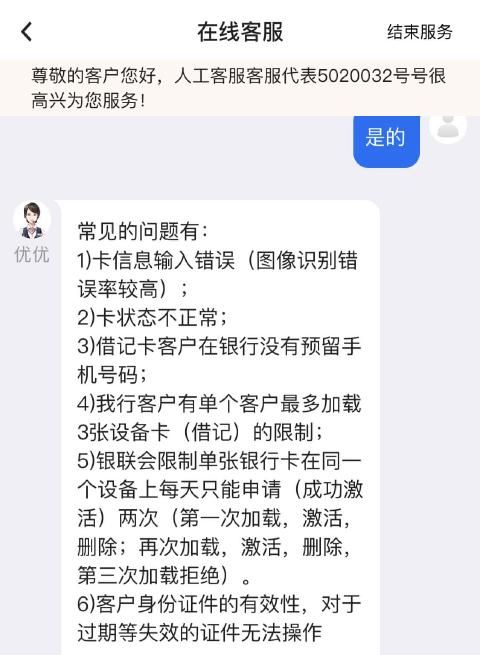 在线客服
结束服务
尊敬的客户您好，人工客服客服代表5020032号号很
高兴为您服务！
是的
优优
常见的问题有：
1)卡信息输入错误（图像识别错
误率较高）；
2)卡状态不正常；
3)借记卡客户在银行没有预留手
机号码；
4)我行客户有单个客户最多加载
3张设备卡（借记）的限制；
5)银联会限制单张银行卡在同一
个设备上每天只能申请（成功激
活）两次（第一次加载，激活，
删除；再次加载，激活，删除，
第三次加载拒绝）。
6)客户身份证件的有效性，对于
过期等失效的证件无法操作